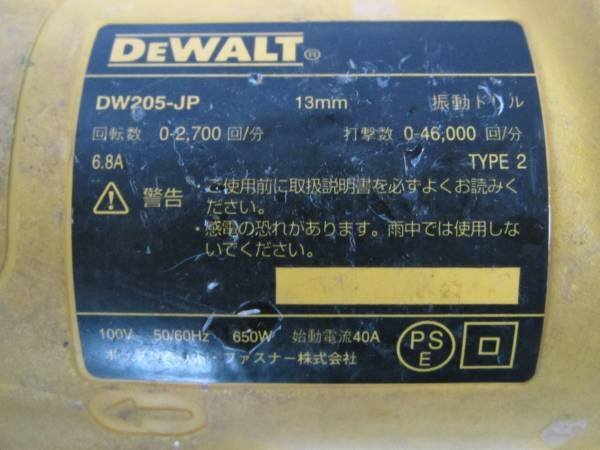 DEWALT®
DW205-JP 13mm 振動ドリル
回転数 0-2,700 回/分 打撃数 0-46,000 回/分
6.8A TYPE 2
警告 ・ご使用前に取扱説明書を必ずよくお読みく
ださい。
・感電の恐れがあります。雨中では使用しな
いでください。
100V 50/60Hz 650W 始動電流40A
ファスナー株式会社
PS
E